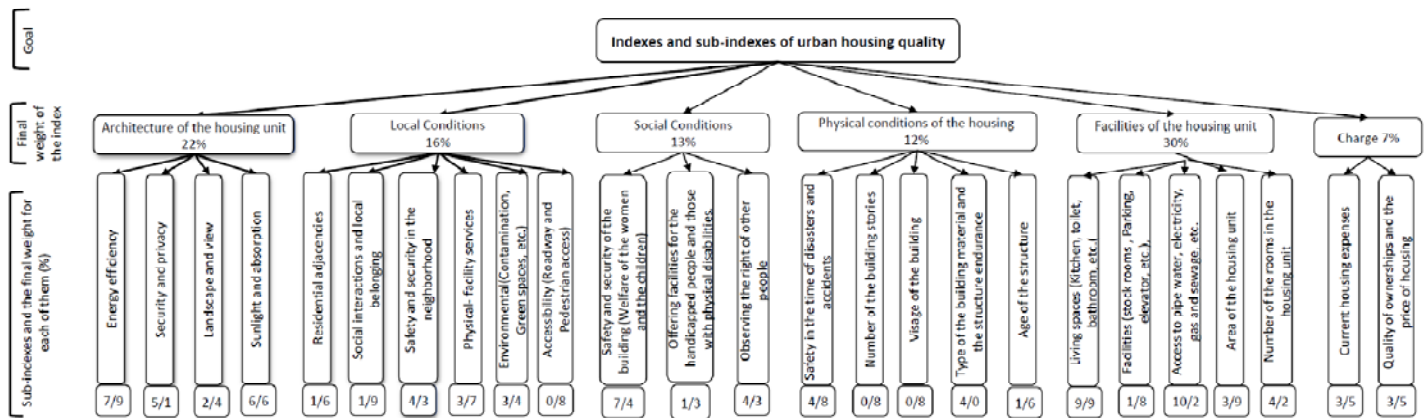 Goal
Indexes and sub-indexes of urban housing quality
Final
weight of
the index
Architecture of the housing unit
22%
Local Conditions
16%
Social Conditions
13%
Physical conditions of the housing
12%
Facilities of the housing unit
30%
Charge 7%
Sub-indexes and the final weight for
each of them (%)
Energy efficiency
Security and privacy
Landscape and view
Sunlight and absorption
Residential adjacencies
Social interactions and local
belonging
Safety and security in the
neighborhood
Physical- facility services
Environmental(Contamination,
Green spaces, etc.)
Accessibility (Roadway and
Pedestrian access)
Safety and security of the
building (Welfare of the women
and the children)
Offering facilities for the
handicapped people and those
with physical disabilities
Observing the right of other
people
Safety in the time of disasters and
accidents
Number of the building stories
Visage of the building
Type of the building material and
the structure endurance
Age of the structure
Living spaces (Kitchen, toilet,
bathroom, etc.)
Facilities (stock rooms , Parking,
elevator, etc.),
Access to pipe water, electricity,
gas and sewage, etc.
Area of the housing unit
Number of the rooms in the
housing unit
Current housing expenses
Quality of ownerships and the
price of housing
7/9
5/1
2/4
6/6
1/6
1/9
4/3
3/7
3/4
0/8
7/4
1/3
4/3
4/8
0/8
0/8
4/0
1/6
9/9
1/8
10/2
3/9
4/2
3/5
3/5